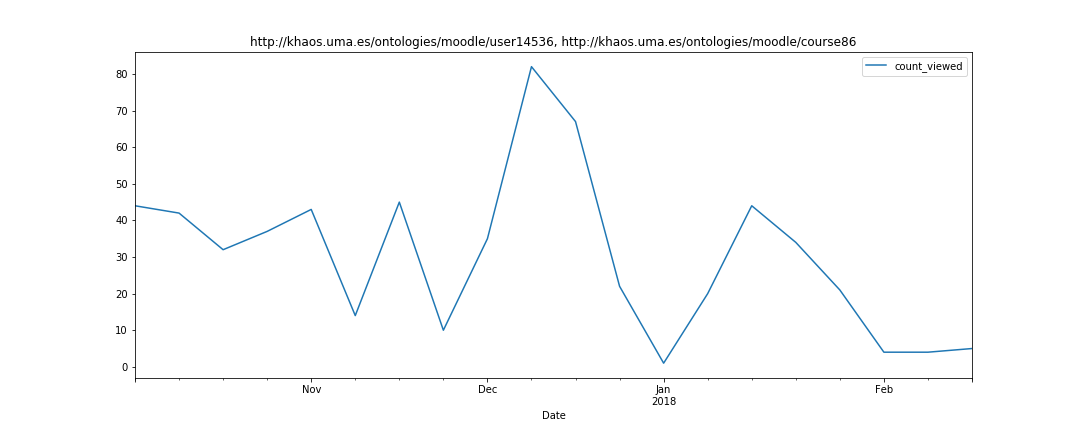 http://khaos.uma.es/ontologies/moodle/user14536, http://khaos.uma.es/ontologies/moodle/course86
count_viewed
80
70
60
50
40
30
20
10
0
Nov
Dec
Jan
2018
Feb
Date